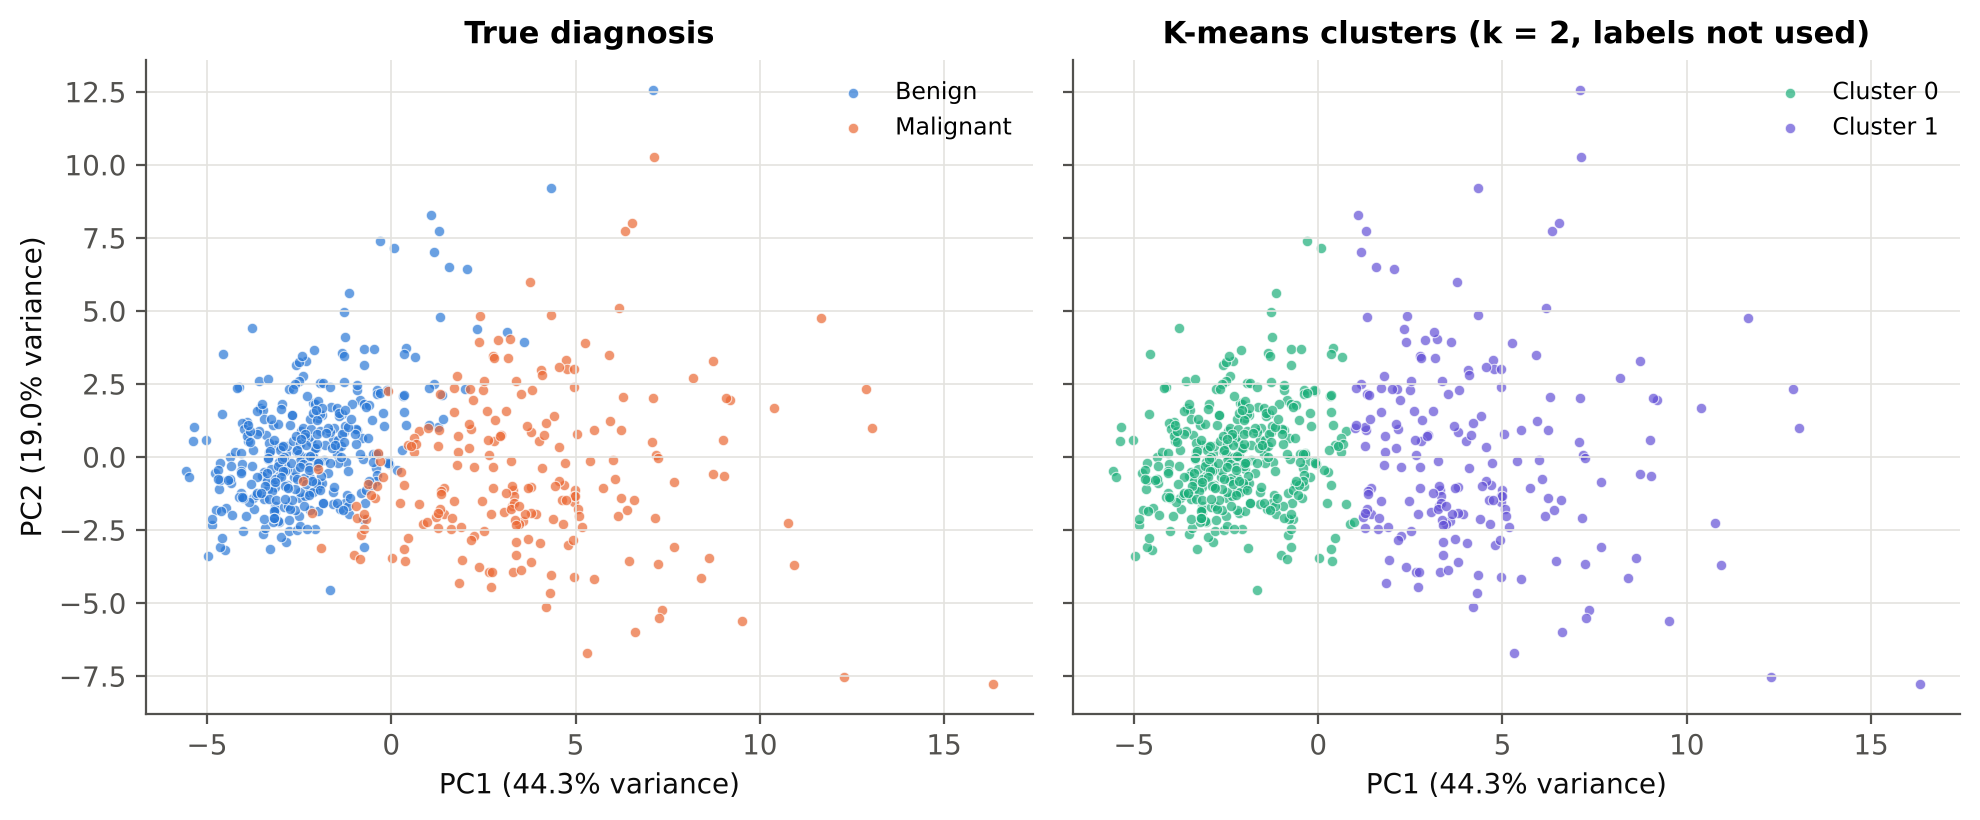 True diagnosis
K-means clusters (k = 2, labels not used)
Benign
Malignant
Cluster 0
Cluster 1
PC2 (19.0% variance)
12.5
10.0
7.5
5.0
2.5
0.0
−2.5
−5.0
−7.5
−5 0 5 10 15
−5 0 5 10 15
PC1 (44.3% variance)
PC1 (44.3% variance)